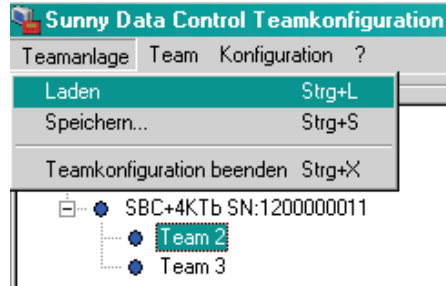 Sunny Data Control Teamkonfiguration
Teamanlage Team Konfiguration ?
Laden Strg+L
Speichern... Strg+S
Teamkonfiguration beenden Strg+X
SBC+4KTb SN:1200000011
Team 2
Team 3